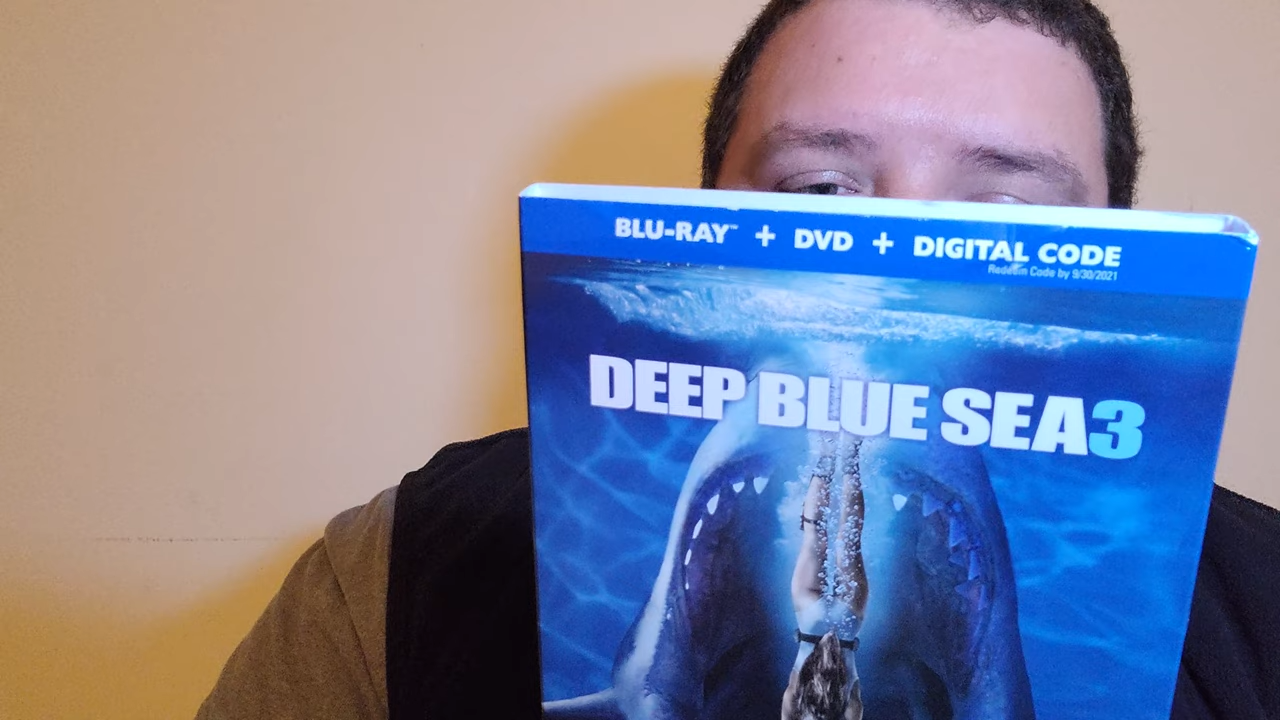 BLU-RAY™ + DVD + DIGITAL CODE
Redeem Code by 9/30/2021
DEEP BLUE SEA3